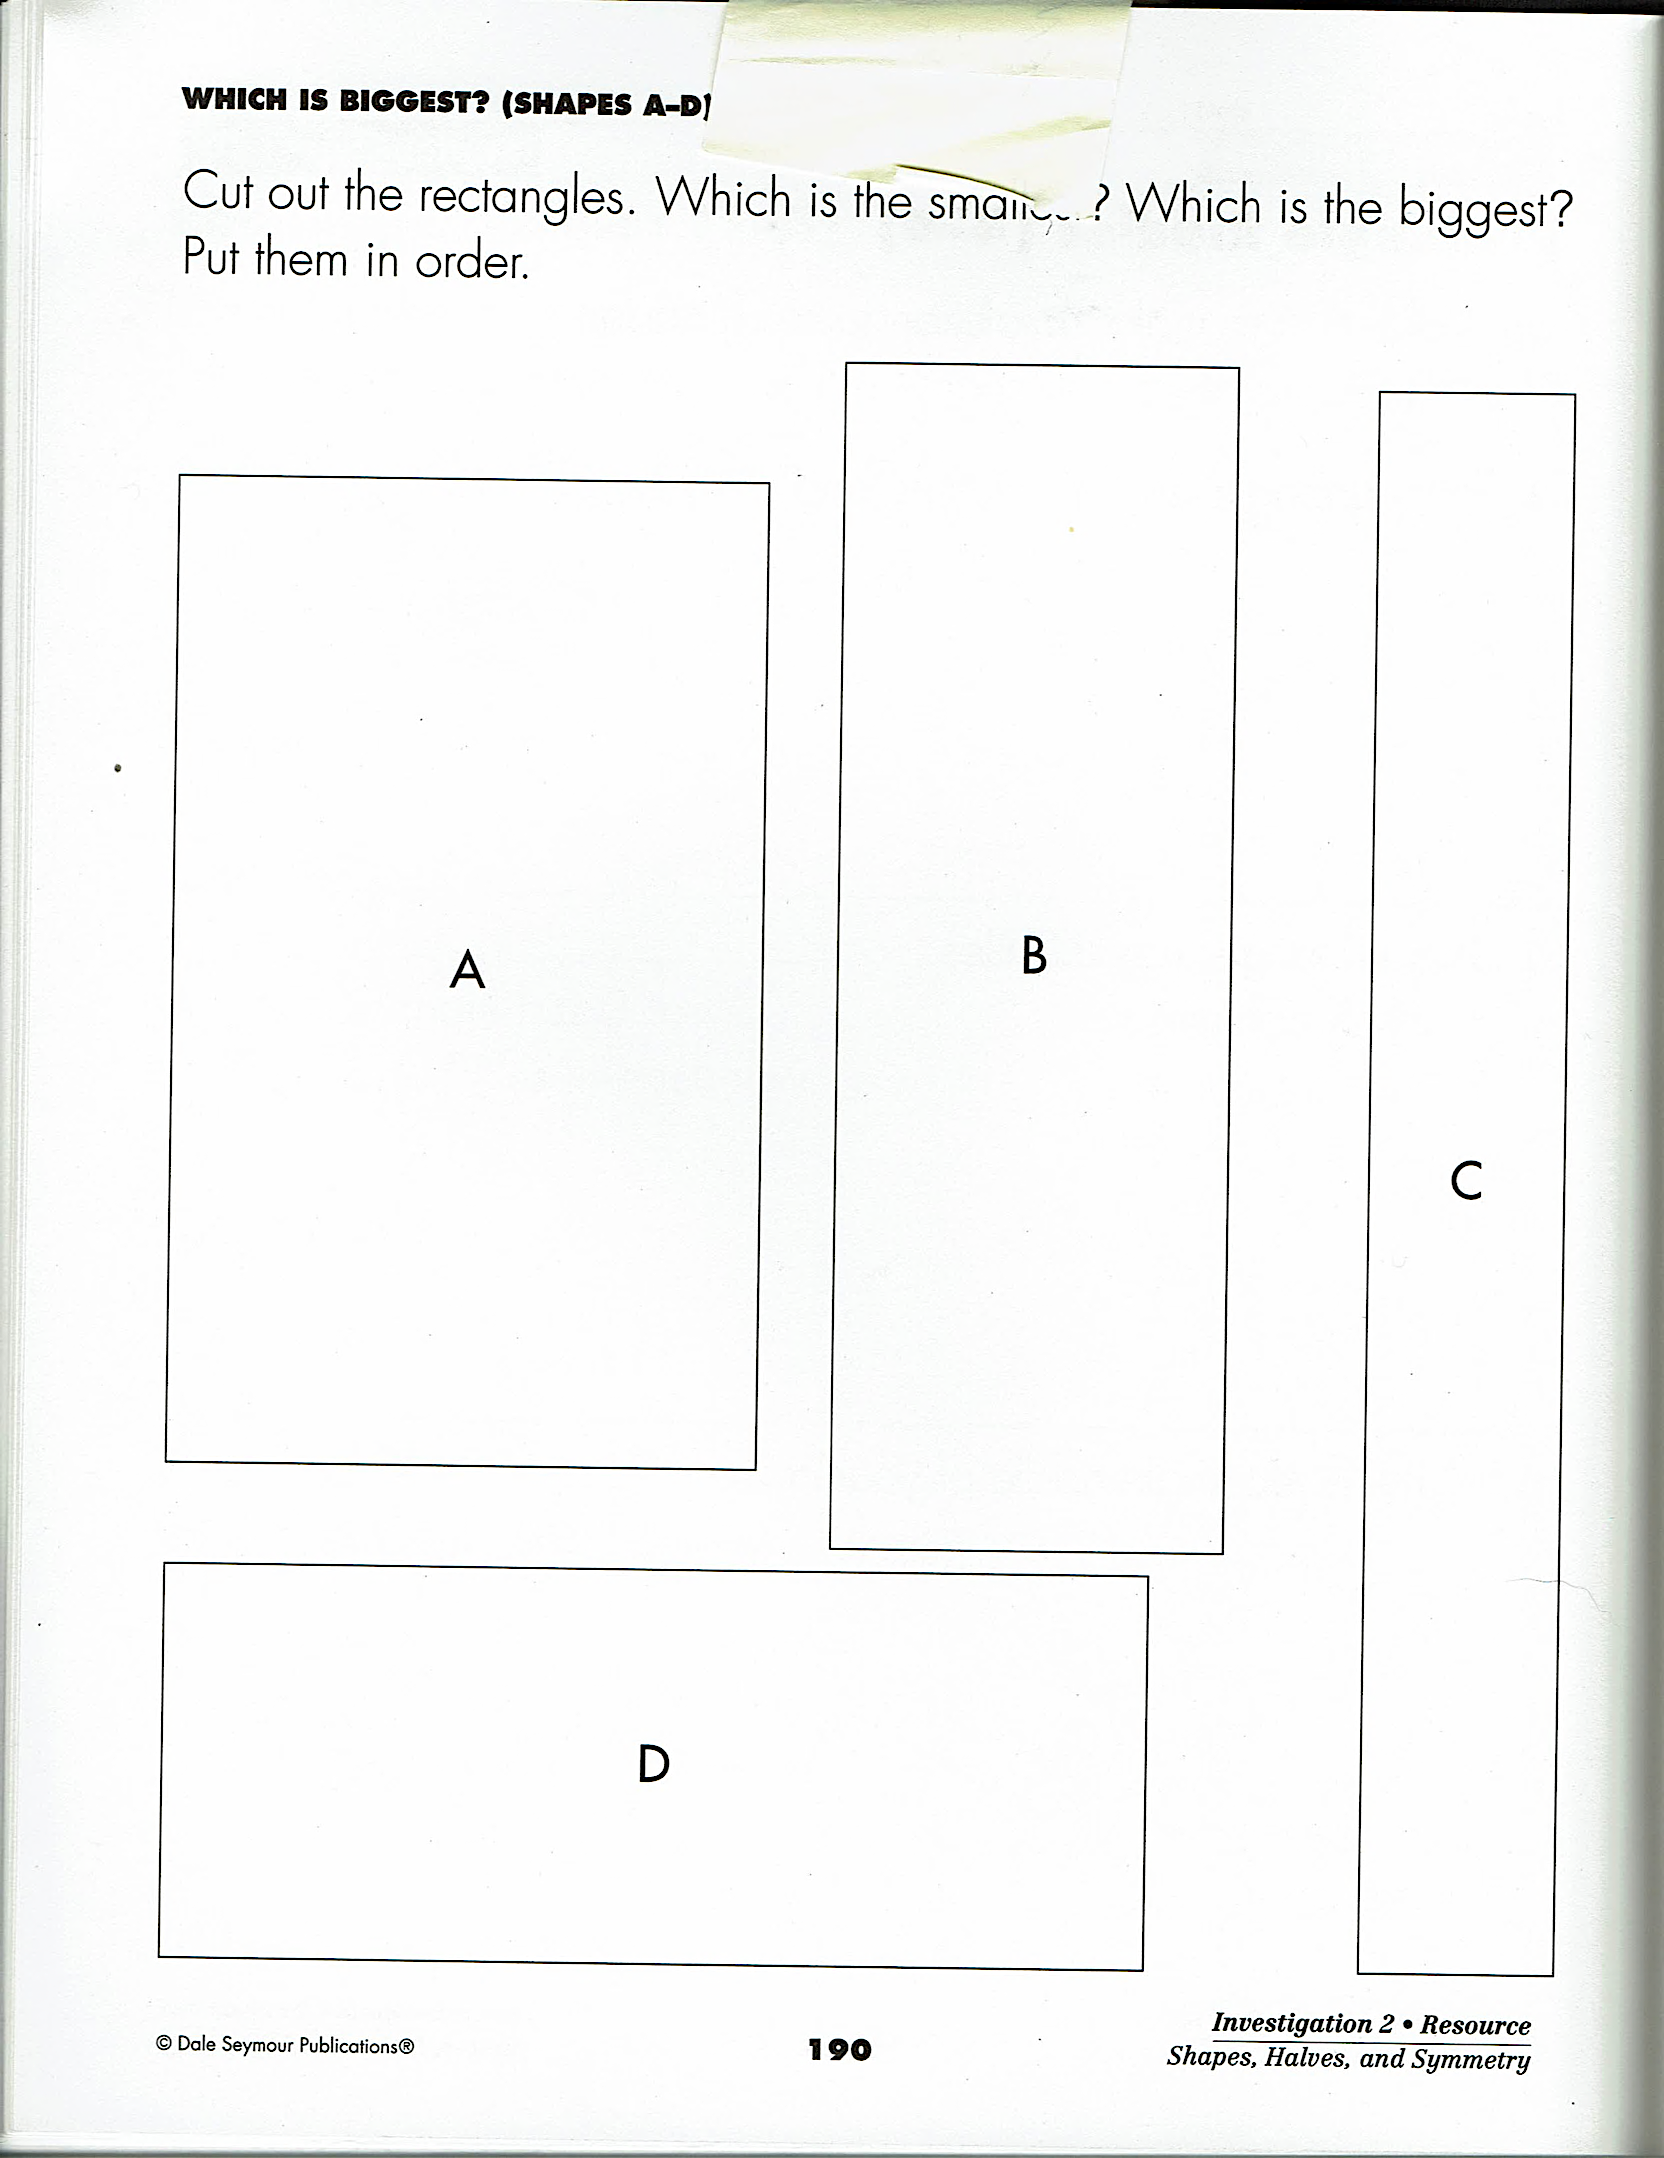 WHICH IS BIGGEST? (SHAPES A–D)
Cut out the rectangles. Which is the ? Which is the biggest?
Put them in order.
A
B
C
D
© Dale Seymour Publications®
190
Investigation 2 • Resource
Shapes, Halves, and Symmetry